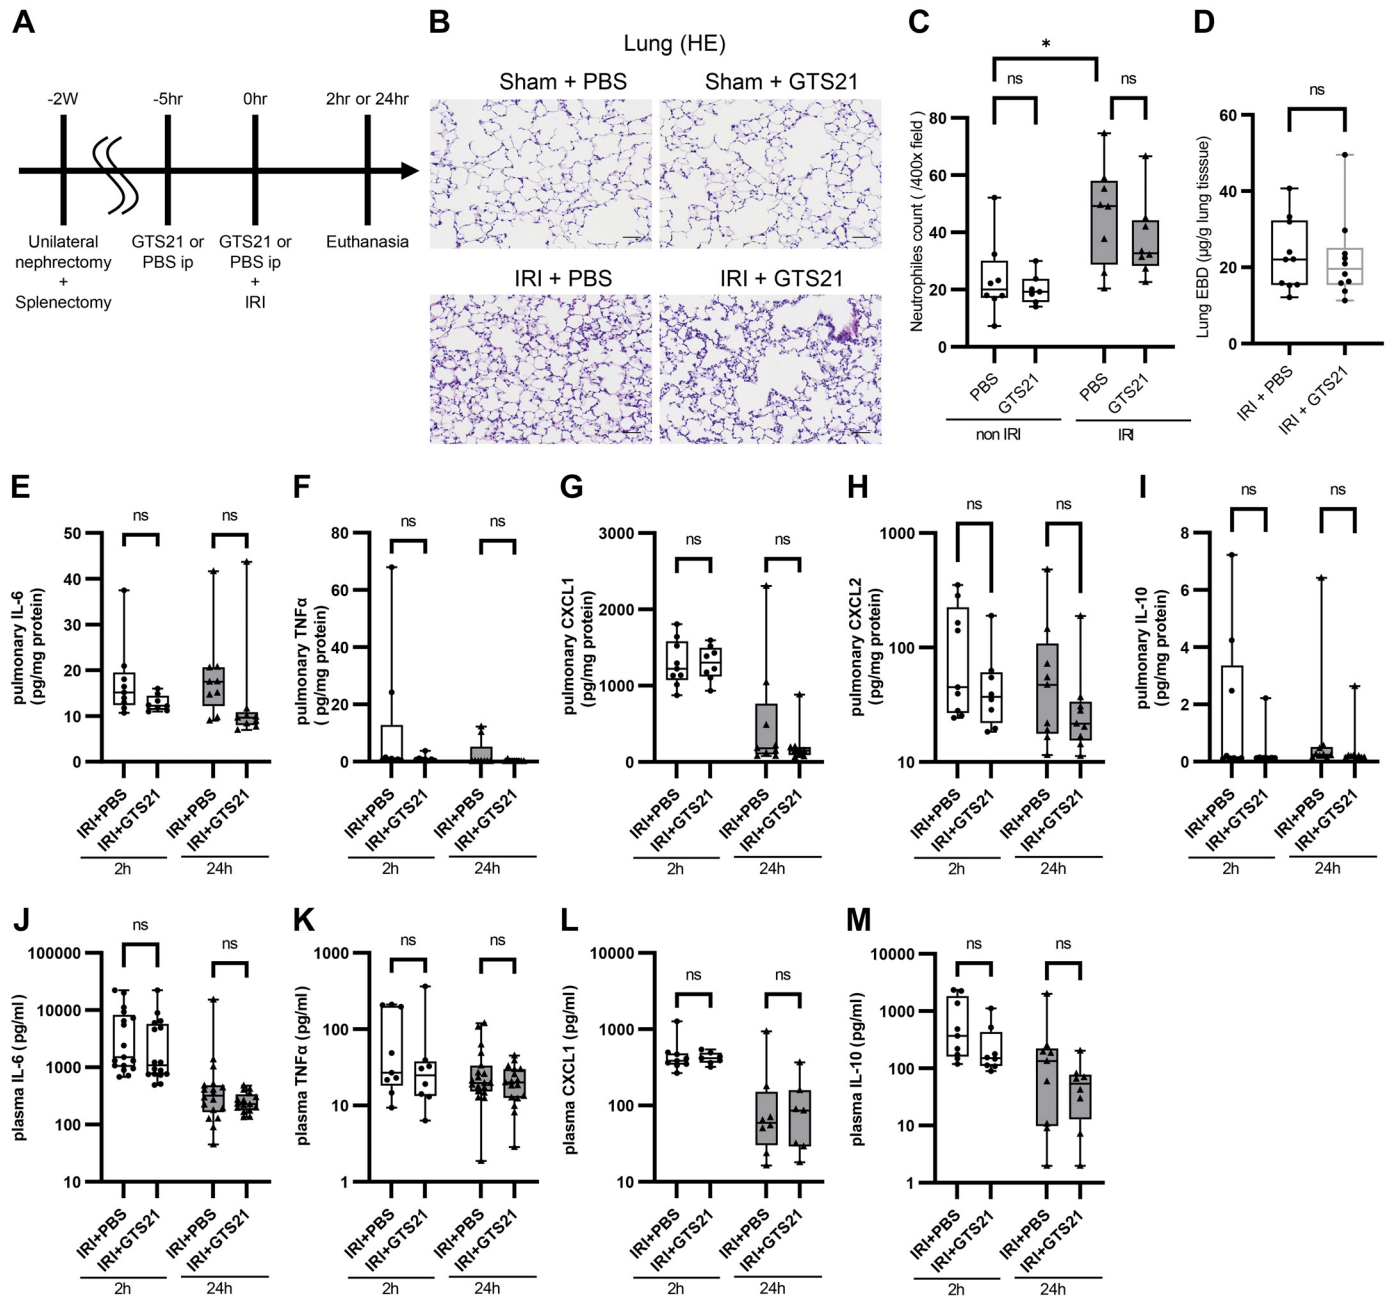 A
-2W
-5hr
0hr
2hr or 24hr
Unilateral
nephrectomy
+
Splenectomy
GTS21 or
PBS ip
GTS21 or
PBS ip
+
IRI
Euthanasia
B
Lung (HE)
Sham + PBS
Sham + GTS21
IRI + PBS
IRI + GTS21
C
*
ns
ns
Neutrophiles count ( /400x field )
80
60
40
20
0
PBS
GTS21
PBS
GTS21
non IRI
IRI
D
ns
Lung EBD (µg/g lung tisssue)
60
40
20
0
IRI + PBS
IRI + GTS21
E
ns
ns
pulmonary IL-6
(pg/mg protein)
50
40
30
20
10
0
IRI+PBS
IRI+GTS21
IRI+PBS
IRI+GTS21
2h
24h
F
ns
ns
pulmonary TNFα
( pg/mg protein)
80
60
40
20
0
IRI+PBS
IRI+GTS21
IRI+PBS
IRI+GTS21
2h
24h
G
ns
ns
pulmonary CXCL1
(pg/mg protein)
3000
2000
1000
0
IRI+PBS
IRI+GTS21
IRI+PBS
IRI+GTS21
2h
24h
H
ns
ns
pulmonary CXCL2
(pg/mg protein)
1000
100
10
IRI+PBS
IRI+GTS21
IRI+PBS
IRI+GTS21
2h
24h
I
ns
ns
pulmonary IL-10
(pg/mg protein)
8
6
4
2
0
IRI+PBS
IRI+GTS21
IRI+PBS
IRI+GTS21
2h
24h
J
ns
ns
plasma IL-6 (pg/ml)
100000
10000
1000
100
10
IRI+PBS
IRI+GTS21
IRI+PBS
IRI+GTS21
2h
24h
K
ns
ns
plasma TNFα (pg/ml)
1000
100
10
1
IRI+PBS
IRI+GTS21
IRI+PBS
IRI+GTS21
2h
24h
L
ns
ns
plasma CXCL1 (pg/ml)
10000
1000
100
10
IRI+PBS
IRI+GTS21
IRI+PBS
IRI+GTS21
2h
24h
M
ns
ns
plasma IL-10 (pg/ml)
10000
1000
100
10
1
IRI+PBS
IRI+GTS21
IRI+PBS
IRI+GTS21
2h
24h